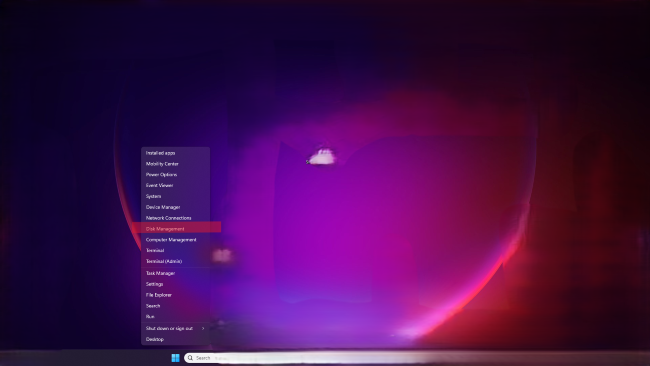 Installed apps
Mobility Center
Power Options
Event Viewer
System
Device Manager
Network Connections
Disk Management
Computer Management
Terminal
Terminal (Admin)
Task Manager
Settings
File Explorer
Search
Run
Shut down or sign out
Desktop
Search